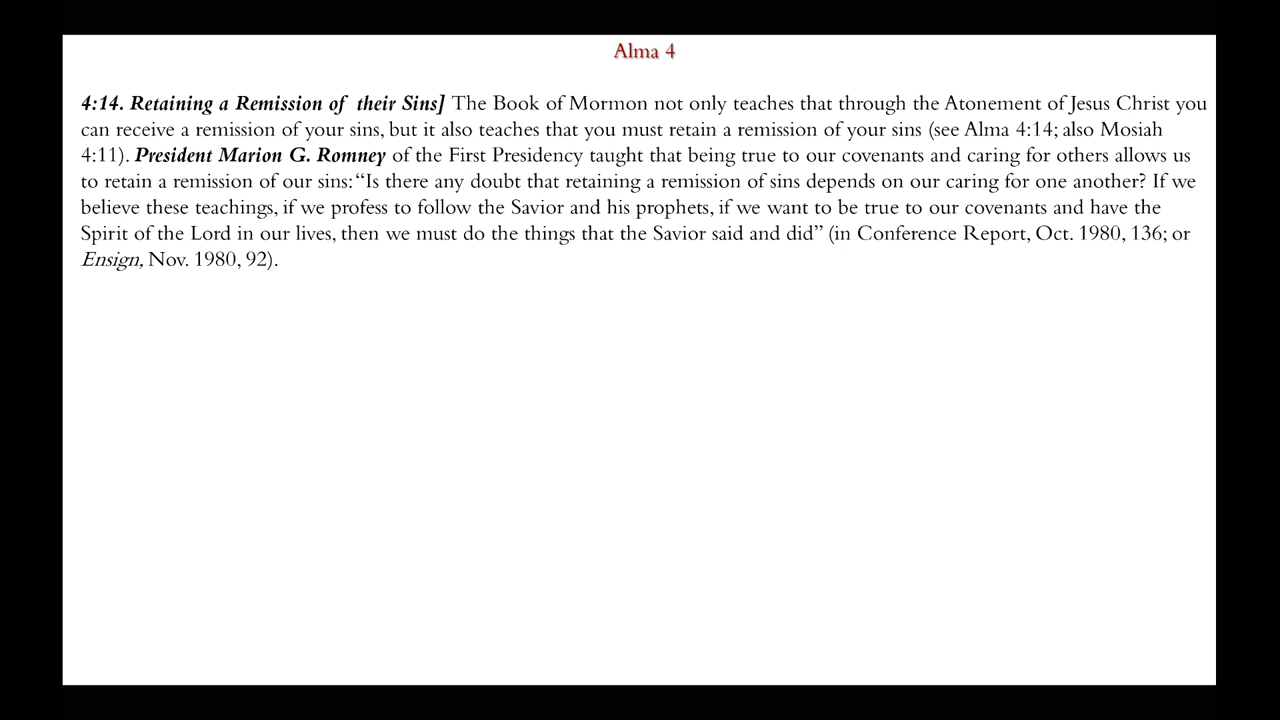 Alma 4
4:14. Retaining a Remission of their Sins] The Book of Mormon not only teaches that through the Atonement of Jesus Christ you
can receive a remission of your sins, but it also teaches that you must retain a remission of your sins (see Alma 4:14; also Mosiah
4:11). President Marion G. Romney of the First Presidency taught that being true to our covenants and caring for others allows us
to retain a remission of our sins: “Is there any doubt that retaining a remission of sins depends on our caring for one another? If we
believe these teachings, if we profess to follow the Savior and his prophets, if we want to be true to our covenants and have the
Spirit of the Lord in our lives, then we must do the things that the Savior said and did” (in Conference Report, Oct. 1980, 136; or
Ensign, Nov. 1980, 92).